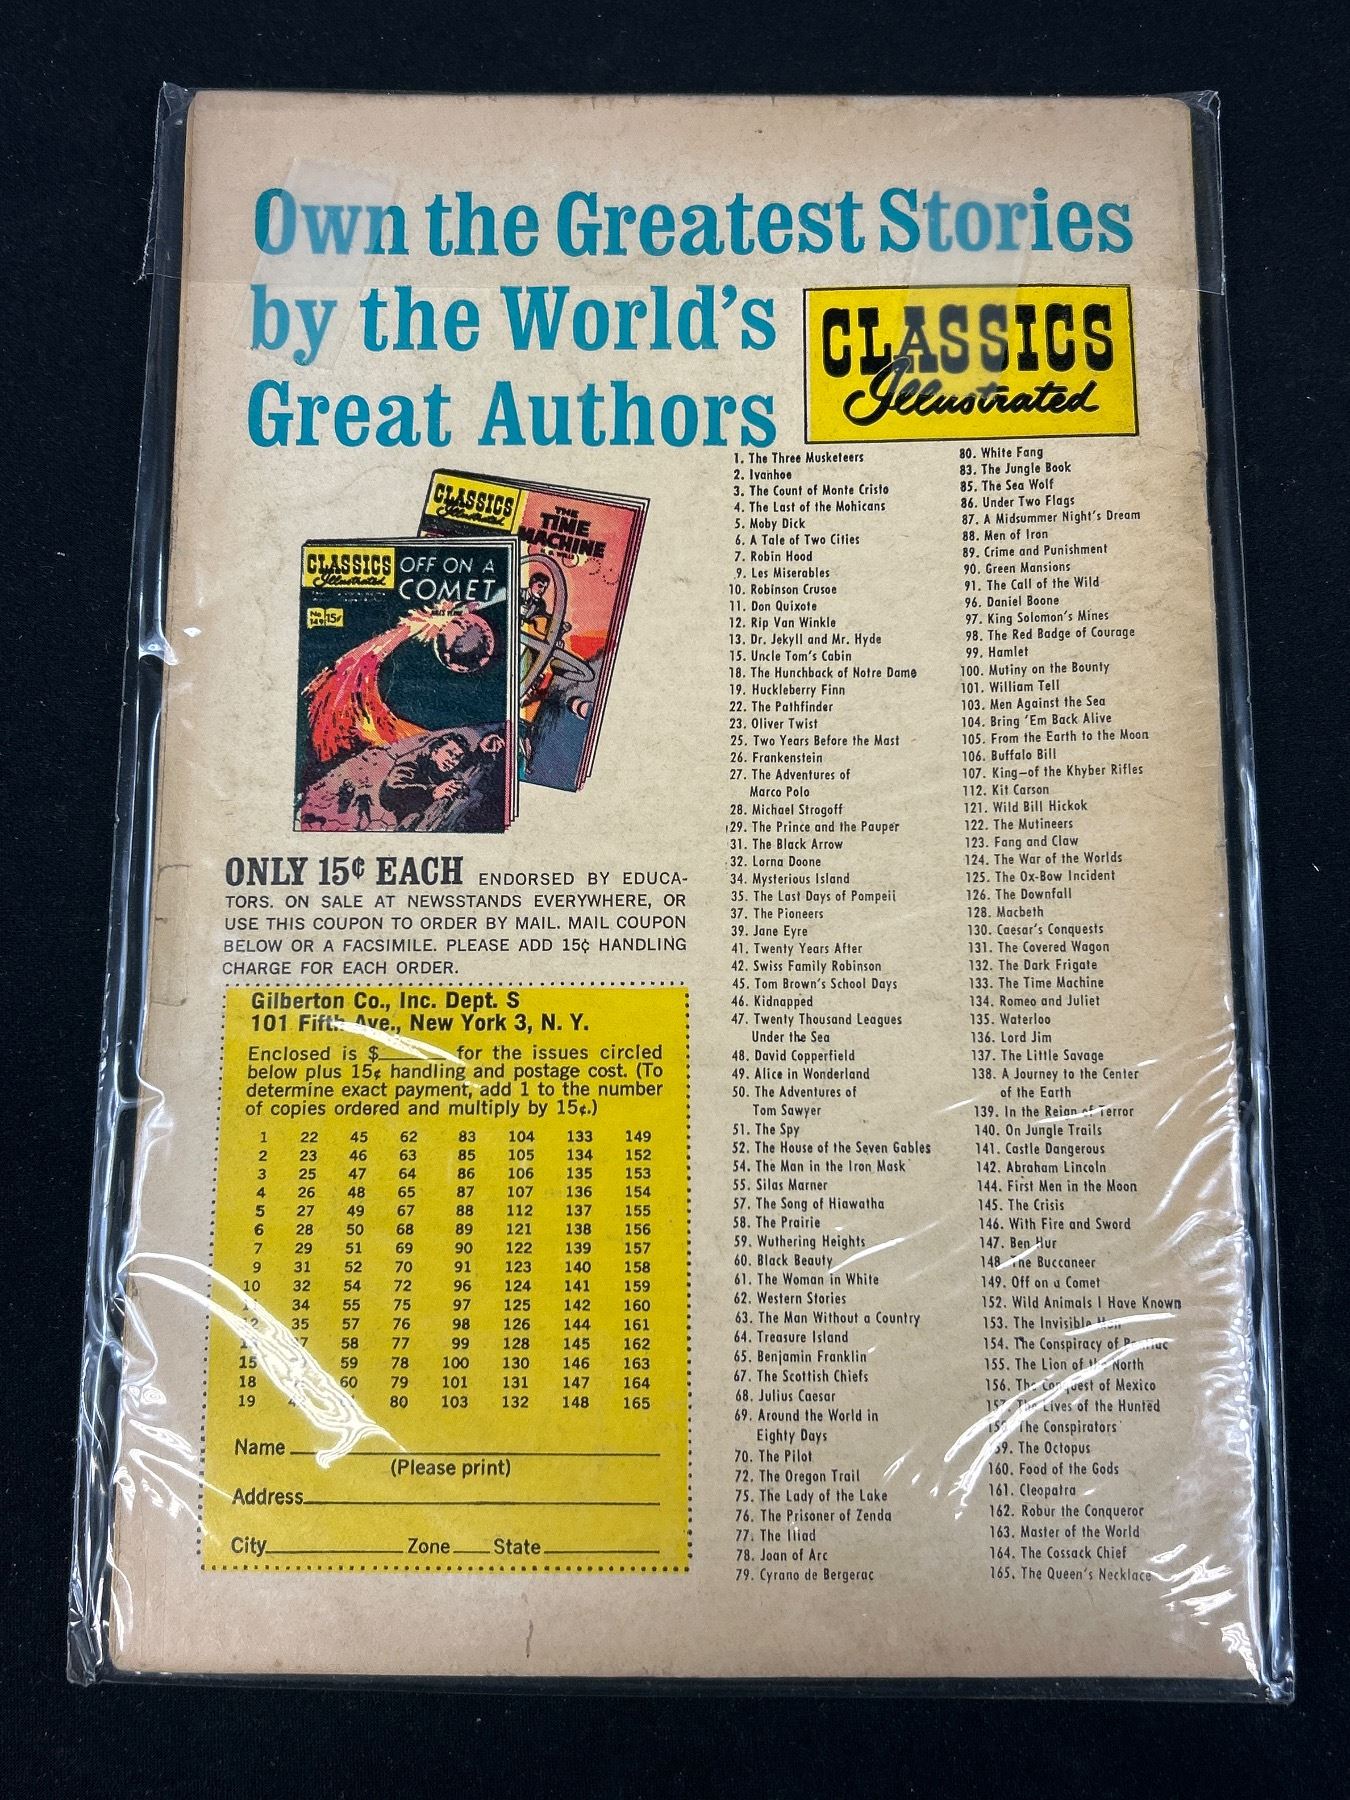 Own the Greatest Stories
by the World's
Great Authors
CLASSICS
Illustrated
CLASSICS
Illustrated
THE
TIME
MACHINE
H. G. WELLS
CLASSICS
Illustrated
OFF ON A
COMET
No.
149
15¢
ONLY 15¢ EACH ENDORSED BY EDUCA-
TORS. ON SALE AT NEWSSTANDS EVERYWHERE, OR
USE THIS COUPON TO ORDER BY MAIL. MAIL COUPON
BELOW OR A FACSIMILE. PLEASE ADD 15¢ HANDLING
CHARGE FOR EACH ORDER.
Gilberton Co., Inc. Dept. S
101 Fifth Ave., New York 3, N. Y.
Enclosed is $______ for the issues circled
below plus 15¢ handling and postage cost. (To
determine exact payment, add 1 to the number
of copies ordered and multiply by 15¢.)
1 22 45 62 83 104 133 149
2 23 46 63 85 105 134 152
3 25 47 64 86 106 135 153
4 26 48 65 87 107 136 154
5 27 49 67 88 112 137 155
6 28 50 68 89 121 138 156
7 29 51 69 90 122 139 157
9 31 52 70 91 123 140 158
10 32 54 72 96 124 141 159
11 34 55 75 97 125 142 160
12 35 57 76 98 126 144 161
13 37 58 77 99 128 145 162
15 59 78 100 130 146 163
18 60 79 101 131 147 164
19 42 80 103 132 148 165
Name
(Please print)
Address
City Zone State
1. The Three Musketeers
2. Ivanhoe
3. The Count of Monte Cristo
4. The Last of the Mohicans
5. Moby Dick
6. A Tale of Two Cities
7. Robin Hood
9. Les Miserables
10. Robinson Crusoe
11. Don Quixote
12. Rip Van Winkle
13. Dr. Jekyll and Mr. Hyde
15. Uncle Tom's Cabin
18. The Hunchback of Notre Dame
19. Huckleberry Finn
22. The Pathfinder
23. Oliver Twist
25. Two Years Before the Mast
26. Frankenstein
27. The Adventures of
Marco Polo
28. Michael Strogoff
29. The Prince and the Pauper
31. The Black Arrow
32. Lorna Doone
34. Mysterious Island
35. The Last Days of Pompeii
37. The Pioneers
39. Jane Eyre
41. Twenty Years After
42. Swiss Family Robinson
45. Tom Brown's School Days
46. Kidnapped
47. Twenty Thousand Leagues
Under the Sea
48. David Copperfield
49. Alice in Wonderland
50. The Adventures of
Tom Sawyer
51. The Spy
52. The House of the Seven Gables
54. The Man in the Iron Mask
55. Silas Marner
57. The Song of Hiawatha
58. The Prairie
59. Wuthering Heights
60. Black Beauty
61. The Woman in White
62. Western Stories
63. The Man Without a Country
64. Treasure Island
65. Benjamin Franklin
67. The Scottish Chiefs
68. Julius Caesar
69. Around the World in
Eighty Days
70. The Pilot
72. The Oregon Trail
75. The Lady of the Lake
76. The Prisoner of Zenda
77. The Iliad
78. Joan of Arc
79. Cyrano de Bergerac
80. White Fang
83. The Jungle Book
85. The Sea Wolf
86. Under Two Flags
87. A Midsummer Night's Dream
88. Men of Iron
89. Crime and Punishment
90. Green Mansions
91. The Call of the Wild
96. Daniel Boone
97. King Solomon's Mines
98. The Red Badge of Courage
99. Hamlet
100. Mutiny on the Bounty
101. William Tell
103. Men Against the Sea
104. Bring 'Em Back Alive
105. From the Earth to the Moon
106. Buffalo Bill
107. King—of the Khyber Rifles
112. Kit Carson
121. Wild Bill Hickok
122. The Mutineers
123. Fang and Claw
124. The War of the Worlds
125. The Ox-Bow Incident
126. The Downfall
128. Macbeth
130. Caesar's Conquests
131. The Covered Wagon
132. The Dark Frigate
133. The Time Machine
134. Romeo and Juliet
135. Waterloo
136. Lord Jim
137. The Little Savage
138. A Journey to the Center
of the Earth
139. In the Reign of Terror
140. On Jungle Trails
141. Castle Dangerous
142. Abraham Lincoln
144. First Men in the Moon
145. The Crisis
146. With Fire and Sword
147. Ben Hur
148. The Buccaneer
149. Off on a Comet
152. Wild Animals I Have Known
153. The Invisible Man
154. The Conspiracy of Pontiac
155. The Lion of the North
156. The Conquest of Mexico
157. The Lives of the Hunted
158. The Conspirators
159. The Octopus
160. Food of the Gods
161. Cleopatra
162. Robur the Conqueror
163. Master of the World
164. The Cossack Chief
165. The Queen's Necklace